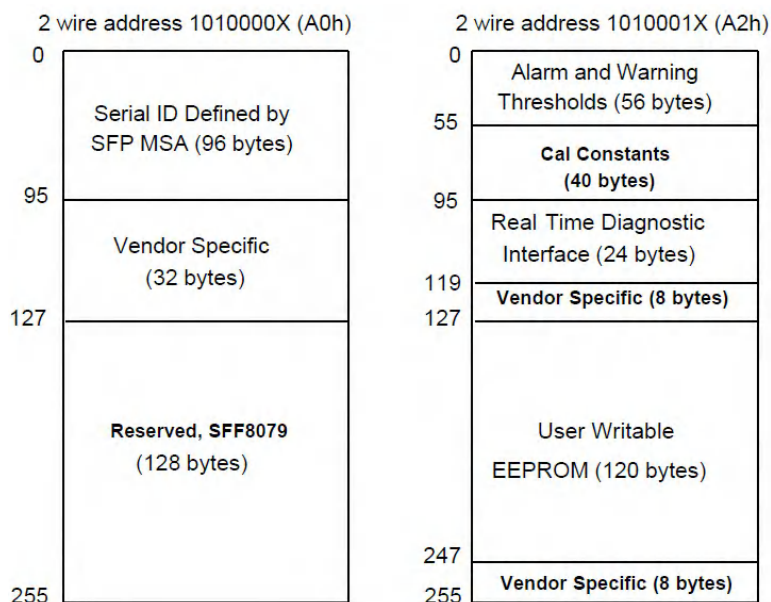 2 wire address 1010000X (A0h)
0
Serial ID Defined by
SFP MSA (96 bytes)
95
Vendor Specific
(32 bytes)
127
Reserved, SFF8079
(128 bytes)
255
2 wire address 1010001X (A2h)
0
Alarm and Warning
Thresholds (56 bytes)
55
Cal Constants
(40 bytes)
95
Real Time Diagnostic
Interface (24 bytes)
119
Vendor Specific (8 bytes)
127
User Writable
EEPROM (120 bytes)
247
Vendor Specific (8 bytes)
255